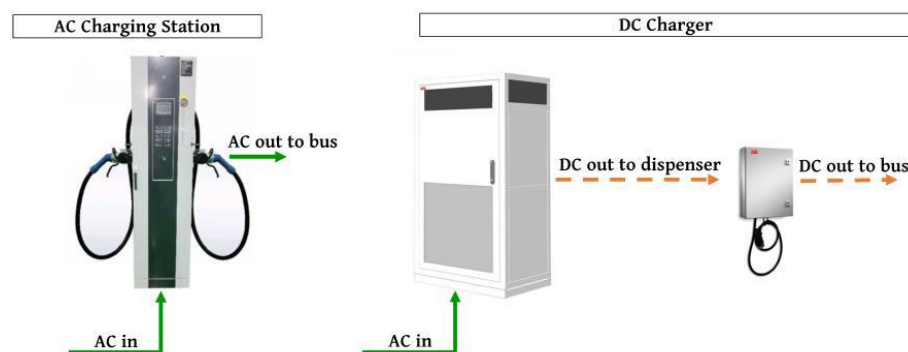 AC Charging Station
DC Charger
AC out to bus
DC out to dispenser
DC out to bus
AC in
AC in